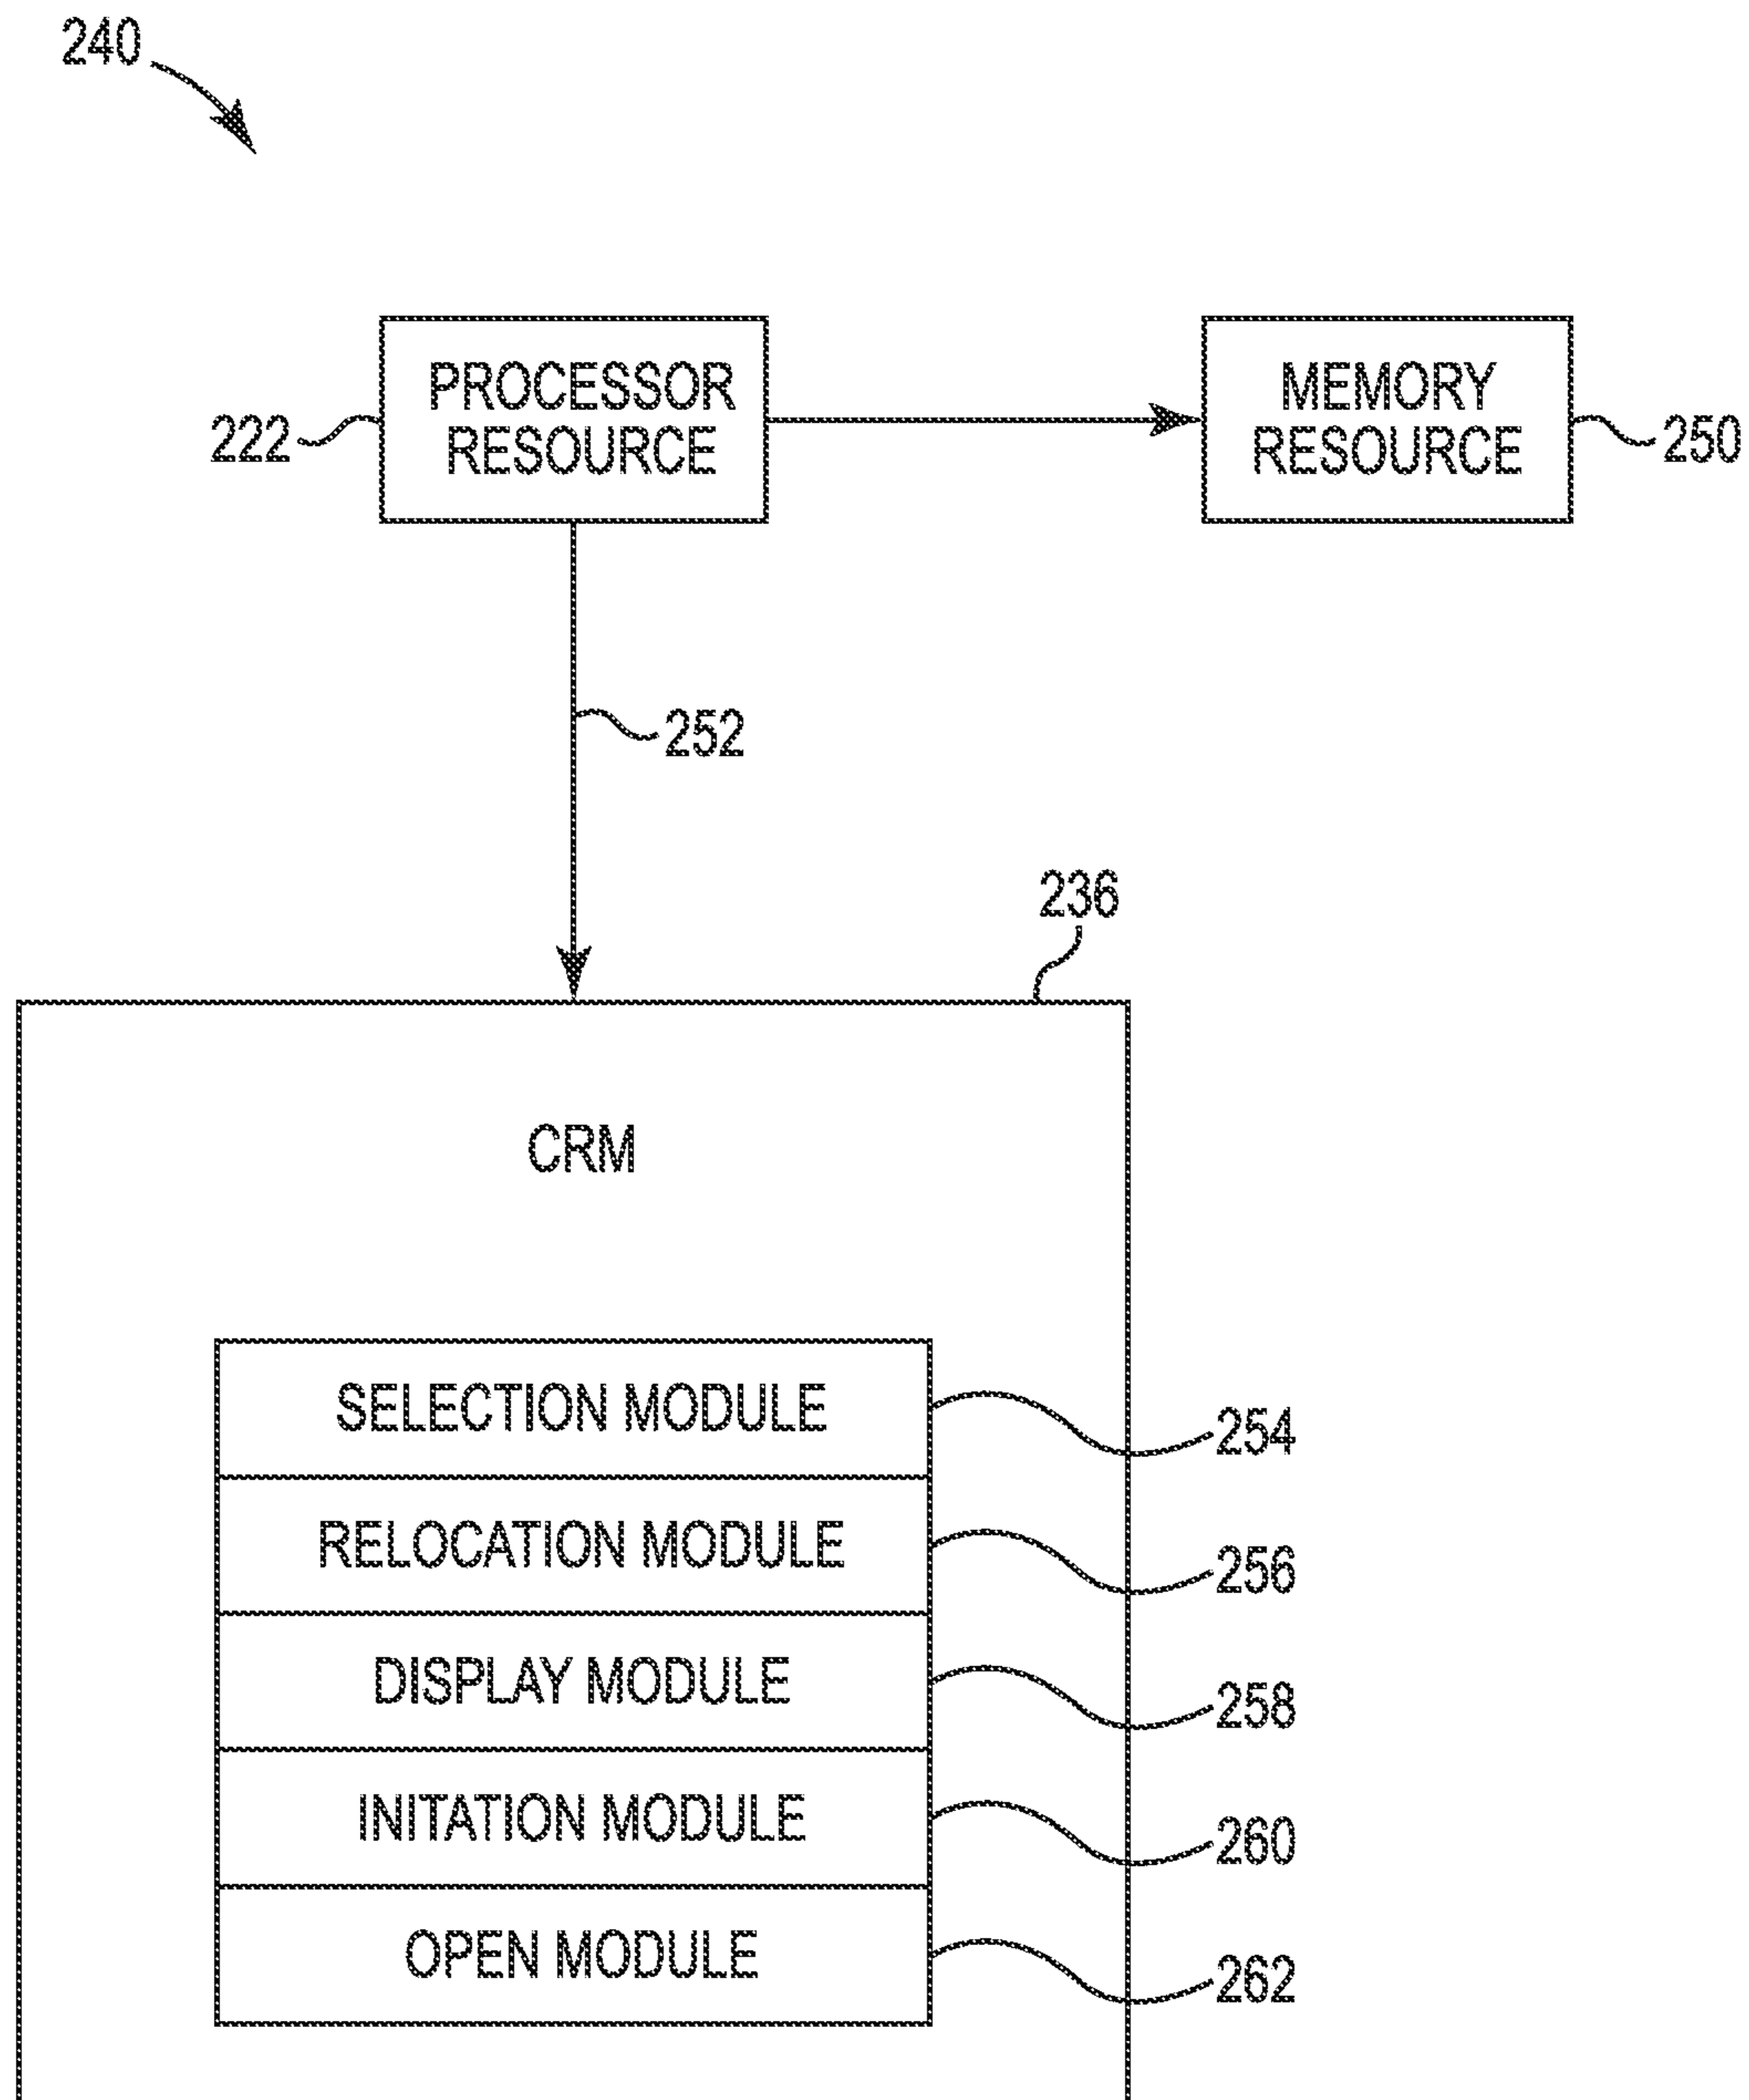 240
PROCESSOR
RESOURCE
222
MEMORY
RESOURCE
250
252
236
CRM
SELECTION MODULE
254
RELOCATION MODULE
256
DISPLAY MODULE
258
INITATION MODULE
260
OPEN MODULE
262